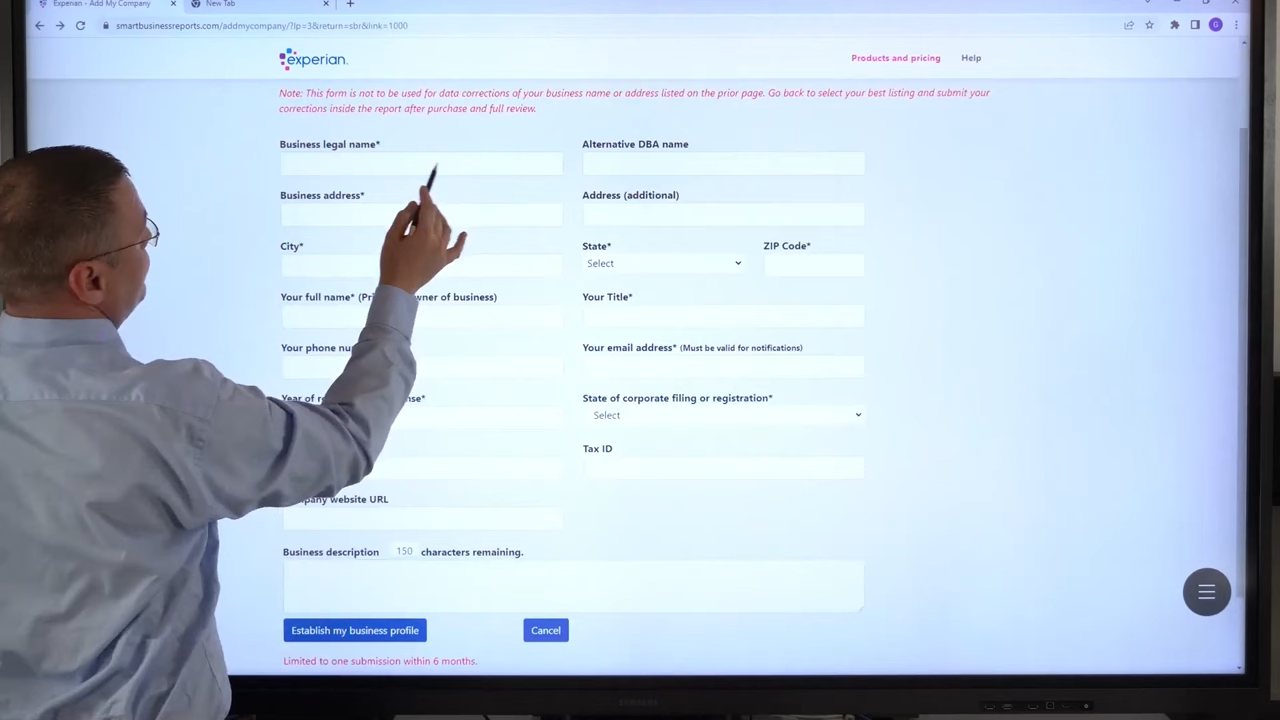 Experian - Add My Company
New Tab
smartbusinessreports.com/addmycompany/?lp=3&return=sbr&link=1000
G
experian.
Products and pricing Help
Note: This form is not to be used for data corrections of your business name or address listed on the prior page. Go back to select your best listing and submit your
corrections inside the report after purchase and full review.
Business legal name* Alternative DBA name
Business address* Address (additional)
City* State* ZIP Code*
Select
Your full name* wner of business) Your Title*
Your phone Your email address* (Must be valid for notifications)
Year of State of corporate filing or registration*
Select
Tax ID
website URL
Business description 150 characters remaining.
Establish my business profile Cancel
Limited to one submission within 6 months.
SAMSUNG